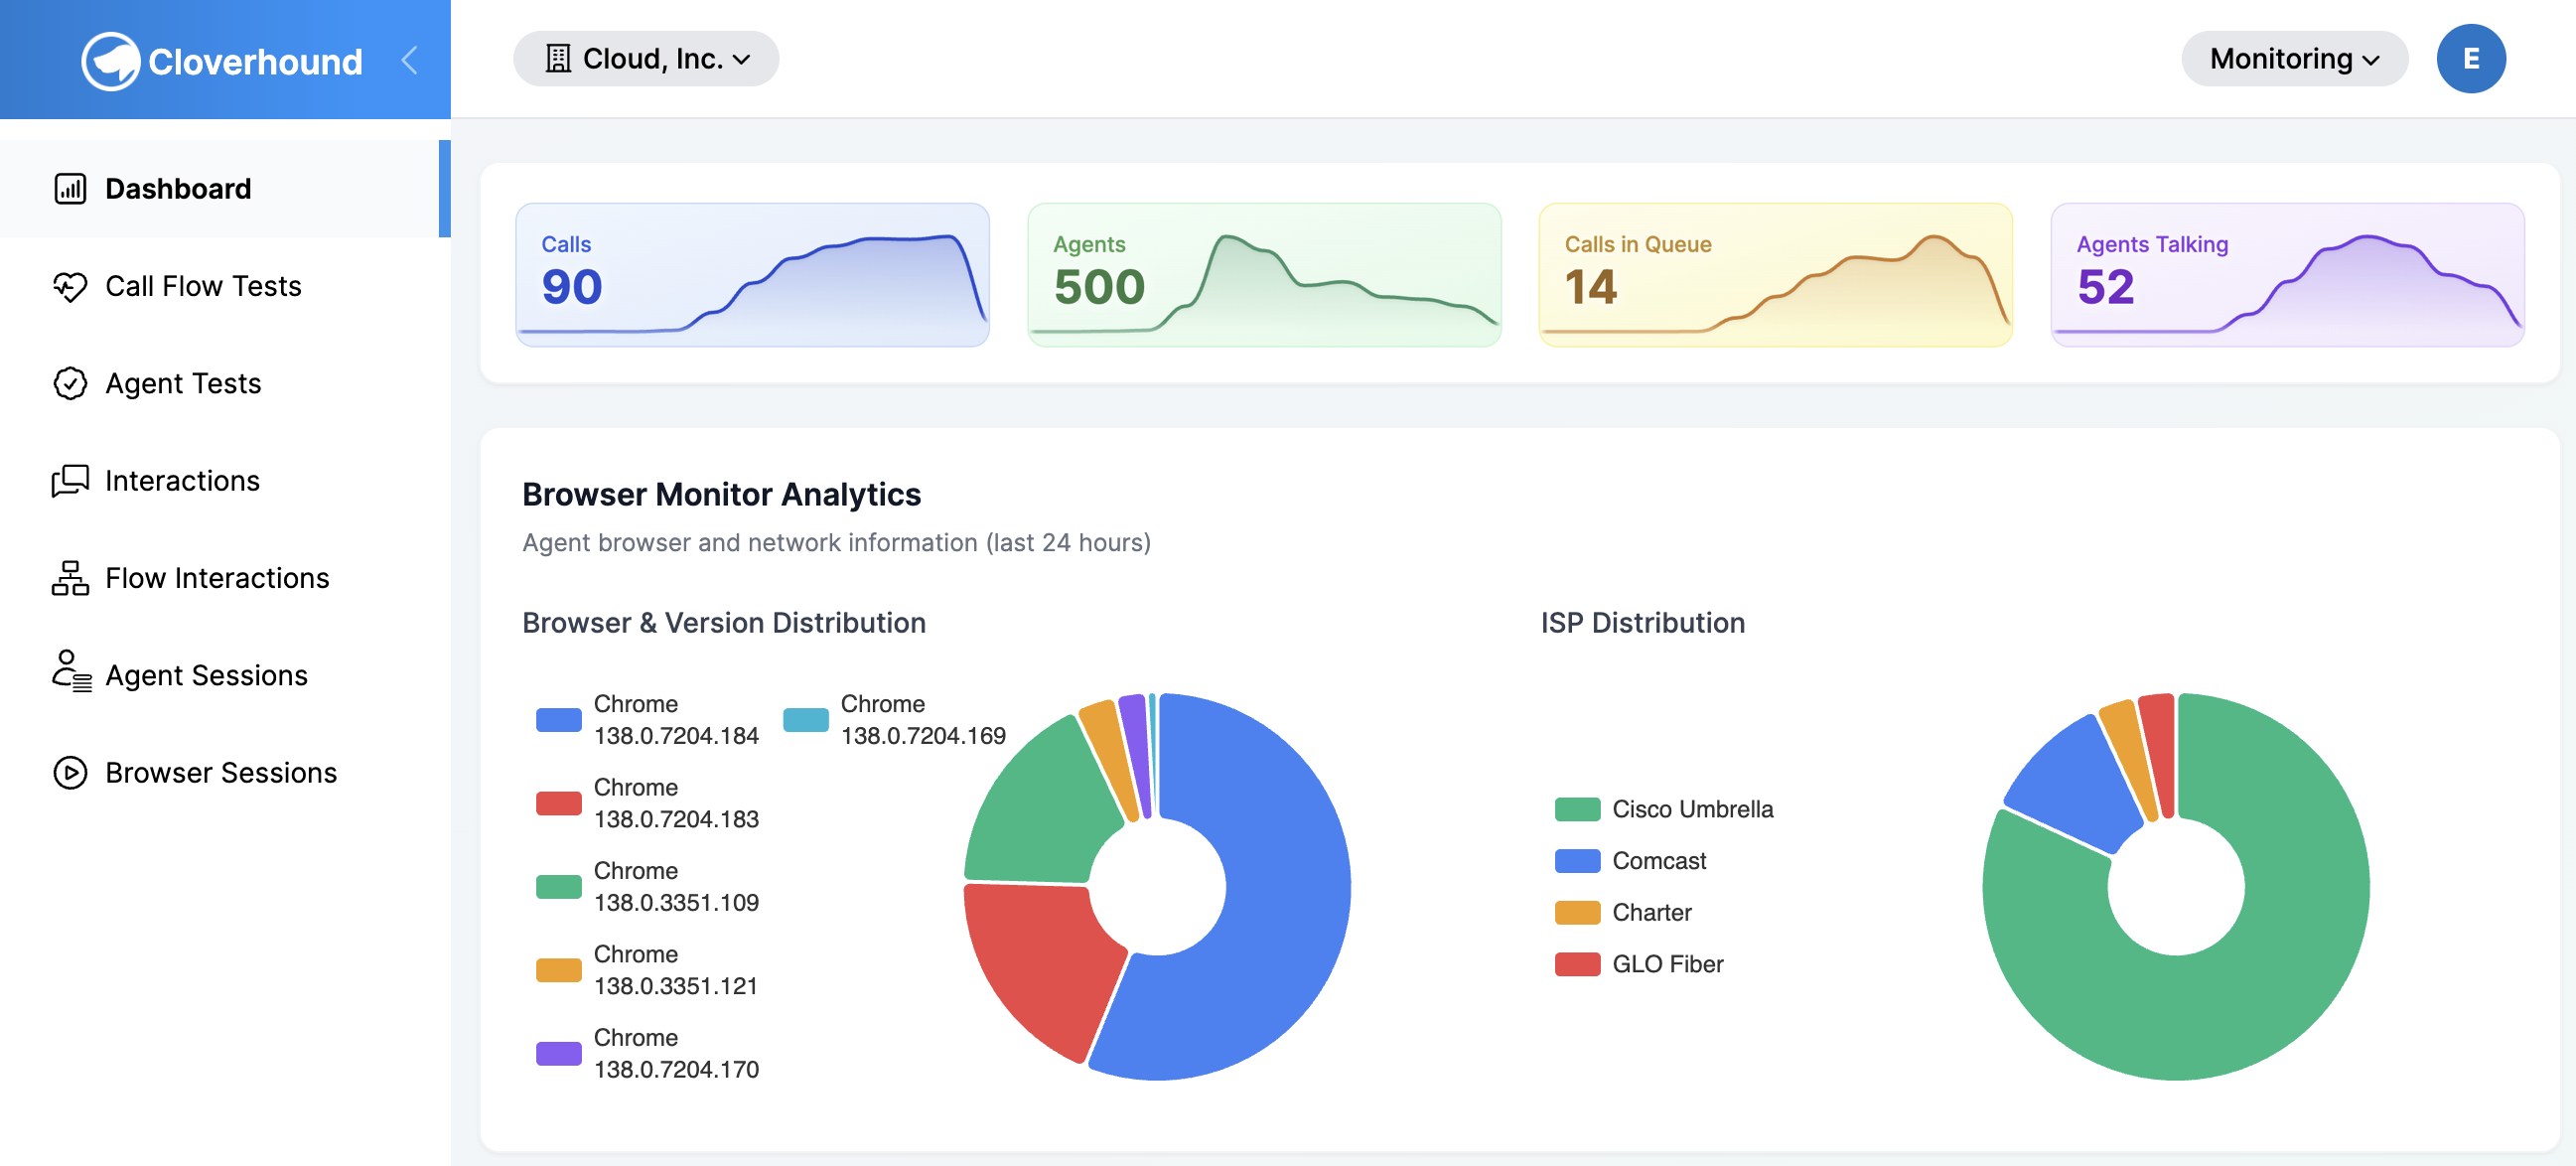 Cloverhound
Cloud, Inc.
Monitoring
E
Dashboard
Call Flow Tests
Agent Tests
Interactions
Flow Interactions
Agent Sessions
Browser Sessions
Calls
90
Agents
500
Calls in Queue
14
Agents Talking
52
Browser Monitor Analytics
Agent browser and network information (last 24 hours)
Browser & Version Distribution
Chrome
138.0.7204.184
Chrome
138.0.7204.183
Chrome
138.0.3351.109
Chrome
138.0.3351.121
Chrome
138.0.7204.170
Chrome
138.0.7204.169
ISP Distribution
Cisco Umbrella
Comcast
Charter
GLO Fiber